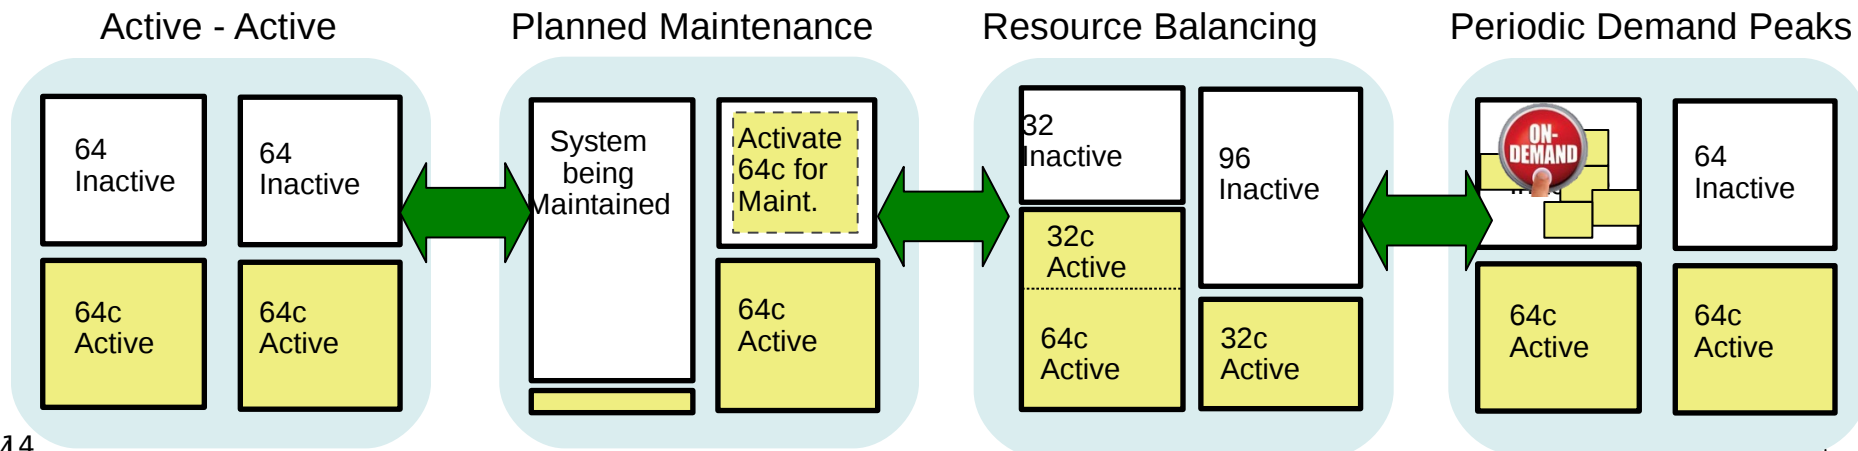 Active - Active
Planned Maintenance
Resource Balancing
Periodic Demand Peaks
64
Inactive
64
Inactive
64c
Active
64c
Active
System
being
Maintained
Activate
64c for
Maint.
64c
Active
32
Inactive
96
Inactive
32c
Active
64c
Active
32c
Active
ON-
DEMAND
64
Inactive
64c
Active
64c
Active
14